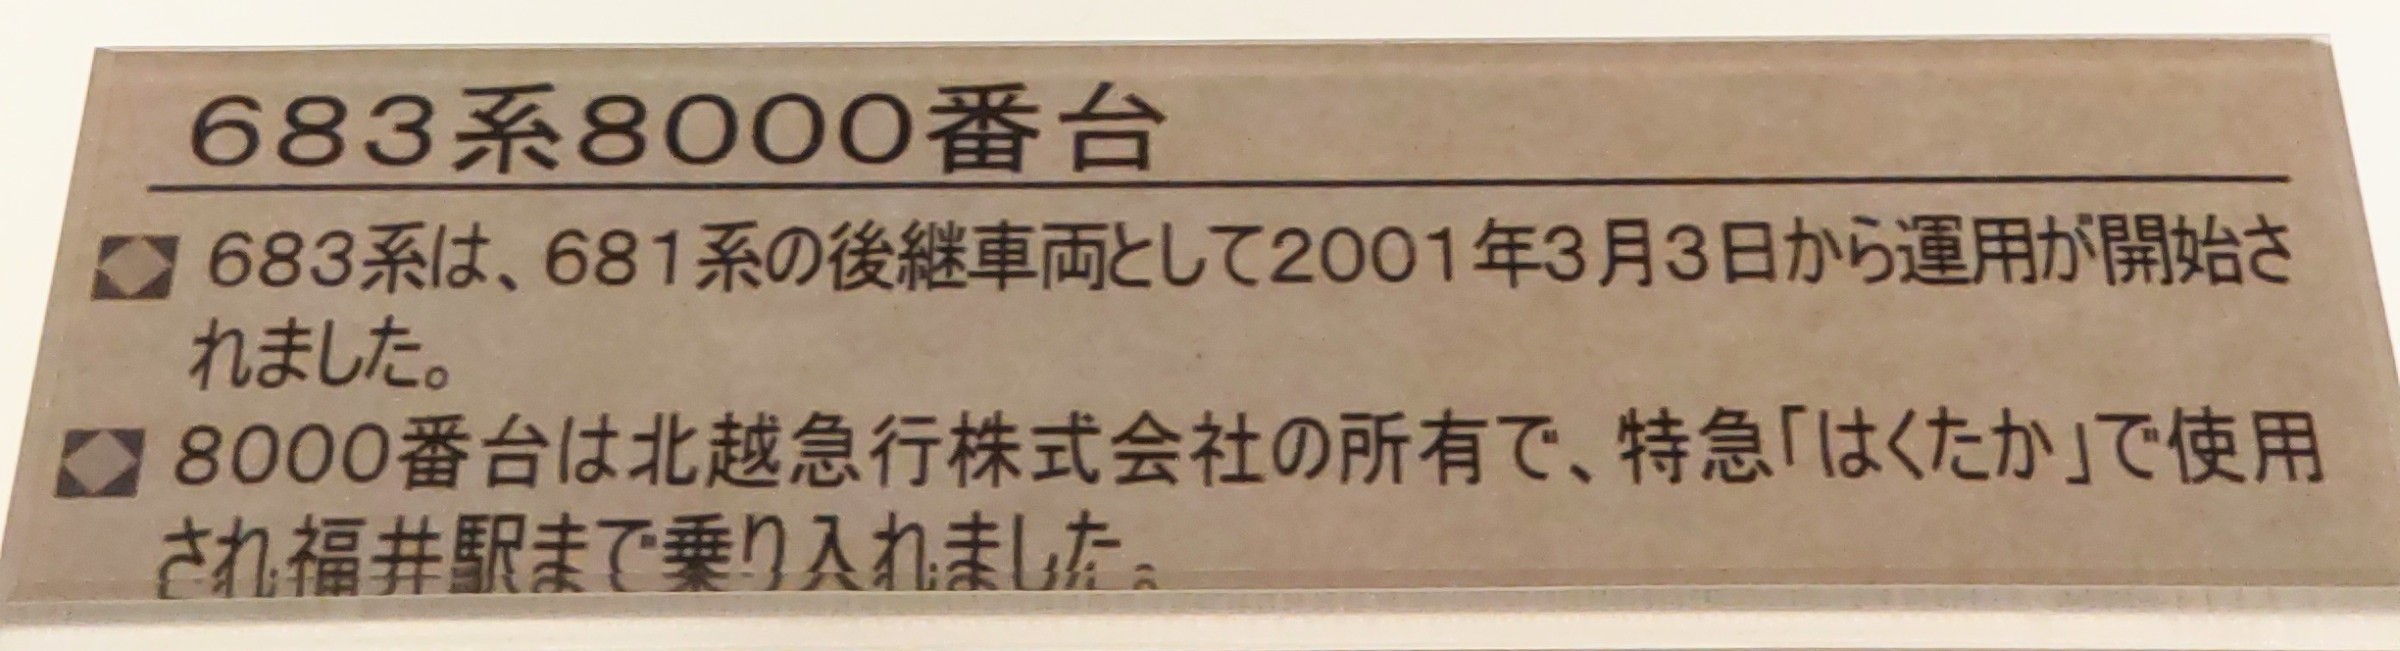 683系8000番台
683系は、681系の後継車両として2001年3月3日から運用が開始さ
れました。
8000番台は北越急行株式会社の所有で、特急「はくたか」で使用
され福井駅まで乗り入れました。